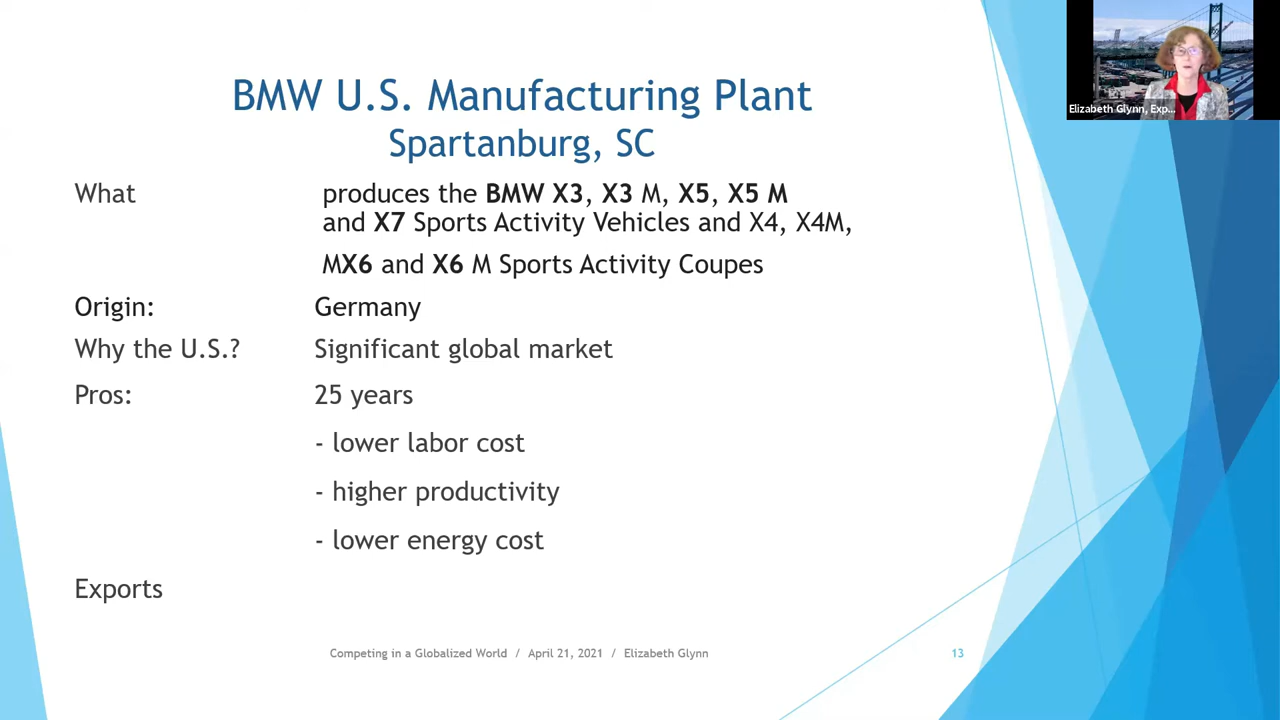 BMW U.S. Manufacturing Plant
Spartanburg, SC
Elizabeth Glynn, Exp...
What produces the BMW X3, X3 M, X5, X5 M
and X7 Sports Activity Vehicles and X4, X4M,
MX6 and X6 M Sports Activity Coupes
Origin: Germany
Why the U.S.? Significant global market
Pros: 25 years
- lower labor cost
- higher productivity
- lower energy cost
Exports
Competing in a Globalized World / April 21, 2021 / Elizabeth Glynn 13